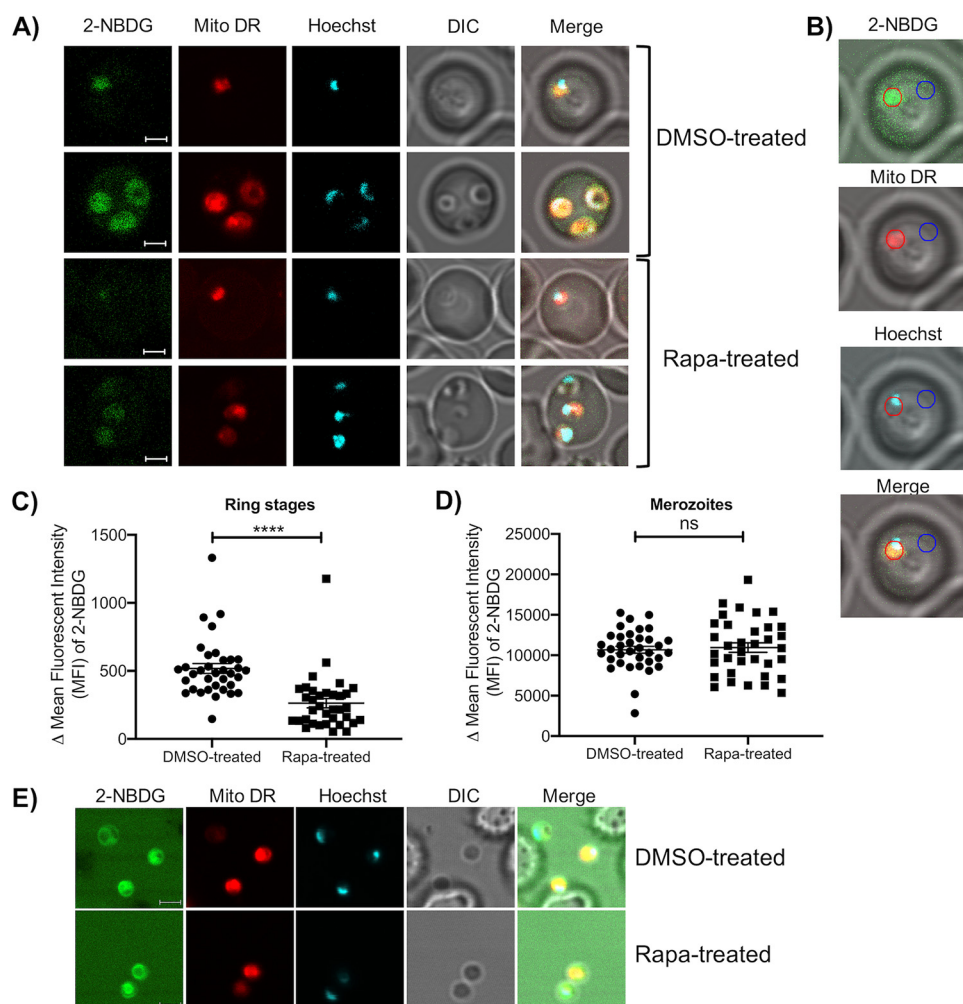 A)
2-NBDG Mito DR Hoechst DIC Merge
DMSO-treated
Rapa-treated
B)
2-NBDG
Mito DR
Hoechst
Merge
C)
Ring stages
****
Δ Mean Fluorescent Intensity
(MFI) of 2-NBDG
1500
1000
500
0
DMSO-treated Rapa-treated
D)
Merozoites
ns
Δ Mean Fluorescent Intensity
(MFI) of 2-NBDG
25000
20000
15000
10000
5000
0
DMSO-treated Rapa-treated
E)
2-NBDG Mito DR Hoechst DIC Merge
DMSO-treated
Rapa-treated